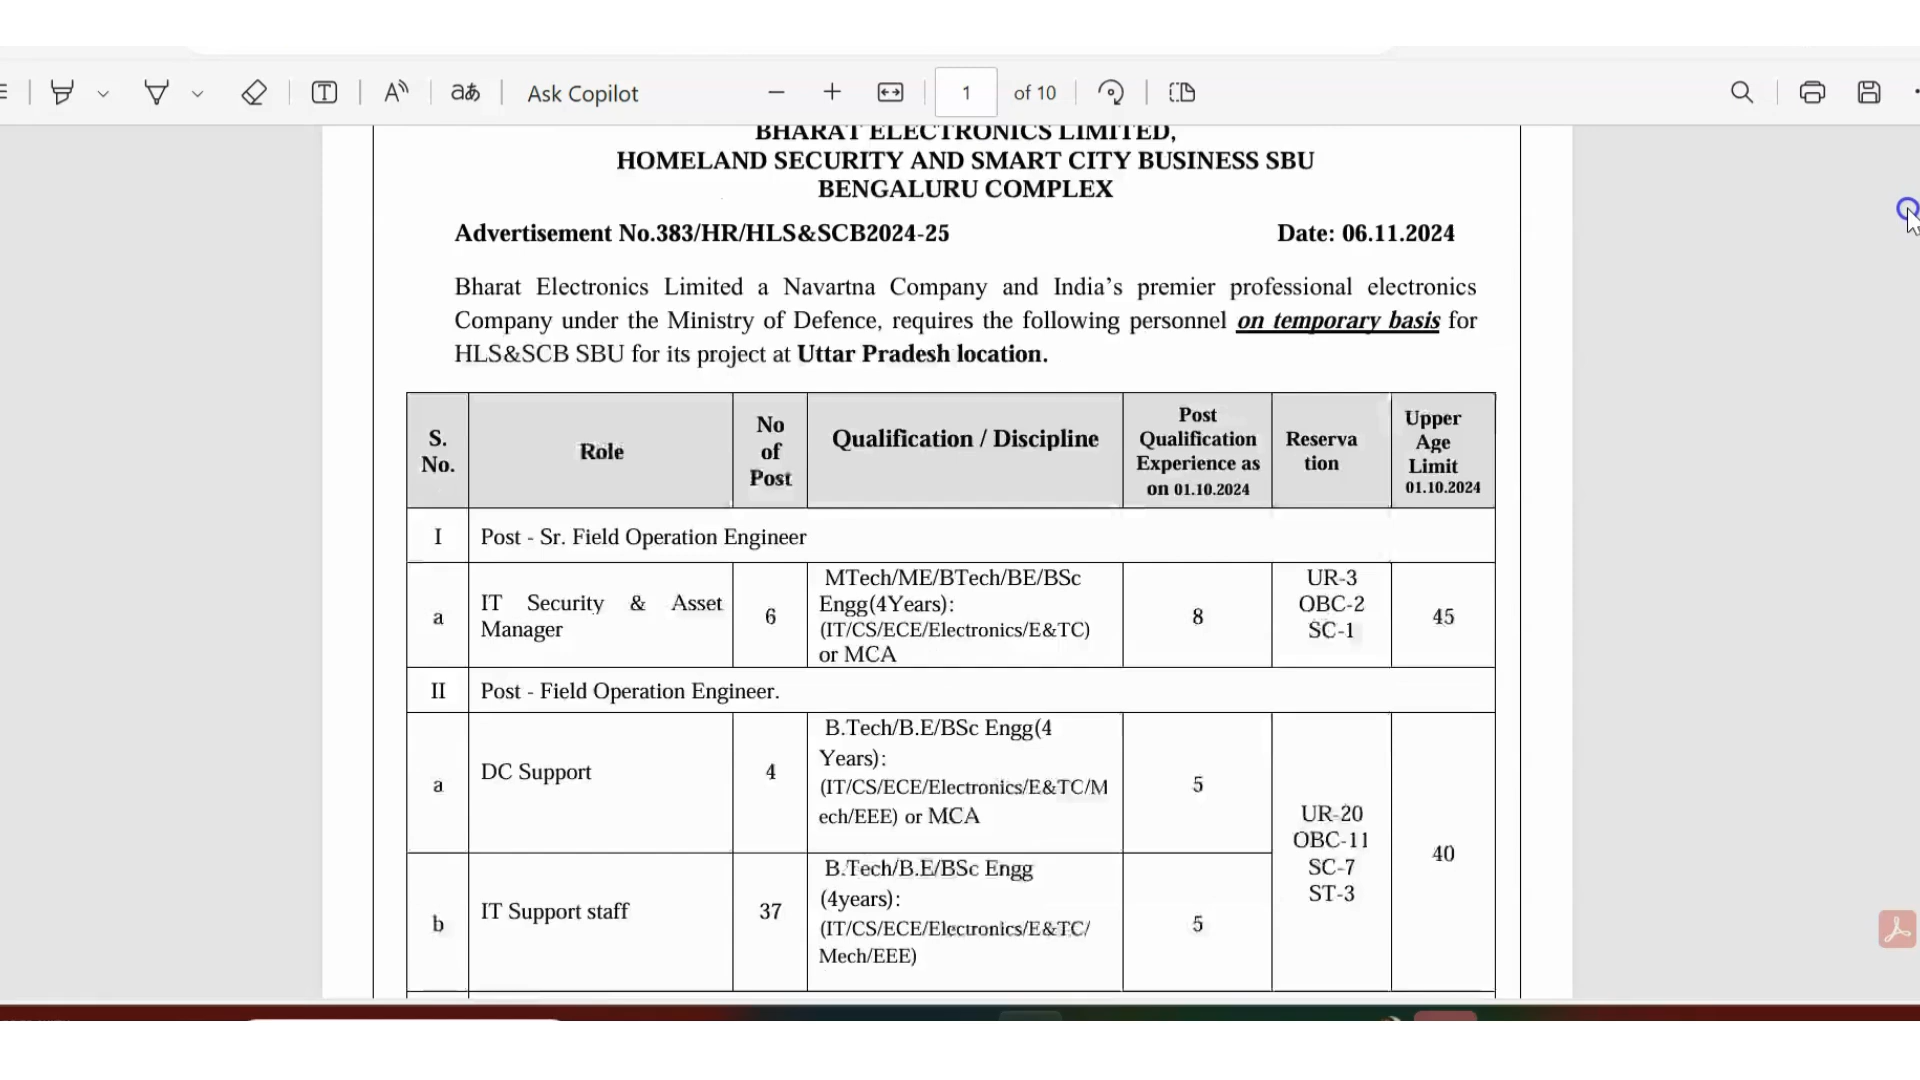 Ask Copilot
1 of 10
BHARAT ELECTRONICS LIMITED,
HOMELAND SECURITY AND SMART CITY BUSINESS SBU
BENGALURU COMPLEX
Advertisement No.383/HR/HLS&SCB2024-25 Date: 06.11.2024
Bharat Electronics Limited a Navartna Company and India’s premier professional electronics
Company under the Ministry of Defence, requires the following personnel on temporary basis for
HLS&SCB SBU for its project at Uttar Pradesh location.
S.
No.
Role
No
of
Post
Qualification / Discipline
Post
Qualification
Experience as
on 01.10.2024
Reserva
tion
Upper
Age
Limit
01.10.2024
I Post - Sr. Field Operation Engineer
a
IT Security & Asset
Manager
6
MTech/ME/BTech/BE/BSc
Engg(4Years):
(IT/CS/ECE/Electronics/E&TC)
or MCA
8
UR-3
OBC-2
SC-1
45
II Post - Field Operation Engineer.
a
DC Support
4
B.Tech/B.E/BSc Engg(4
Years):
(IT/CS/ECE/Electronics/E&TC/M
ech/EEE) or MCA
5
b
IT Support staff
37
B.Tech/B.E/BSc Engg
(4years):
(IT/CS/ECE/Electronics/E&TC/
Mech/EEE)
5
UR-20
OBC-11
SC-7
ST-3
40